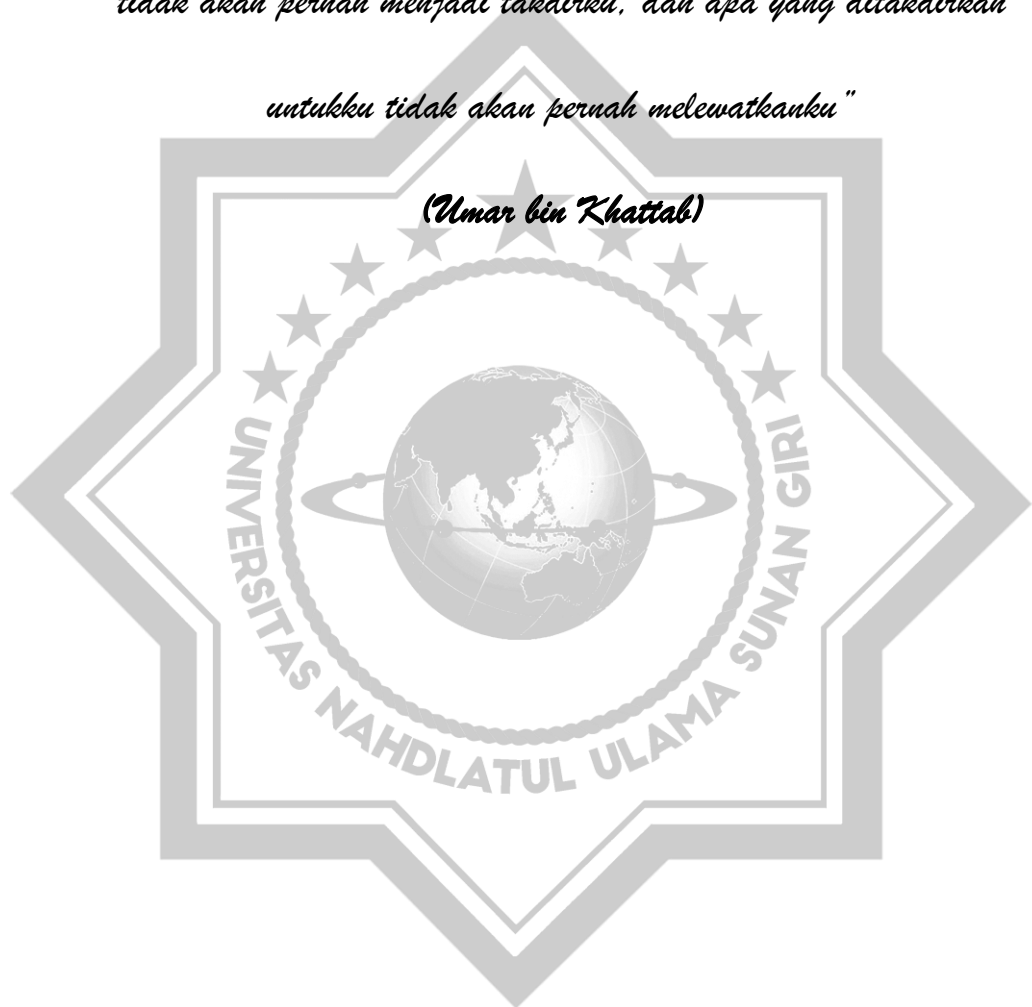 tidak akan pernah menjadi takdirku, dan apa yang ditakdirkan
untukku tidak akan pernah melewatkanku"
(Umar bin Khattab)
UNIVERSITAS NAHDLATUL ULAMA SUNAN GIRI